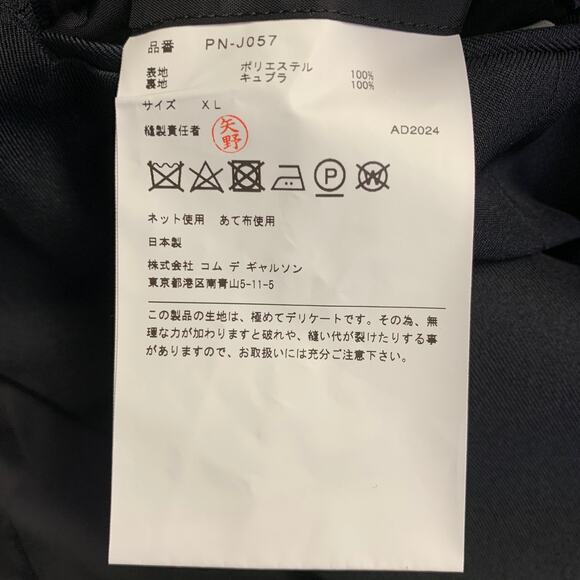 品番 PN-J057
表地 ポリエステル 100%
裏地 キュプラ 100%
サイズ XL
縫製責任者 矢野 AD2024
P W
ネット使用 あて布使用
日本製
株式会社 コム デ ギャルソン
東京都港区南青山5-11-5
この製品の生地は、極めてデリケートです。その為、無
理な力が加わりますと破れや、縫い代が裂けたりする事
がありますので、お取扱いには充分ご注意下さい。